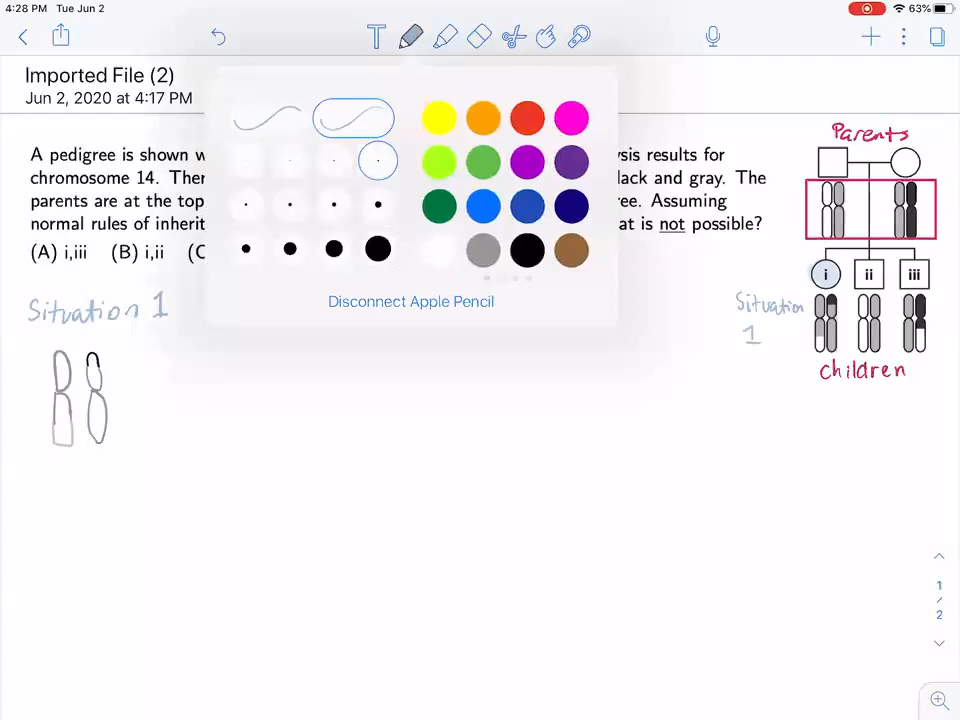 4:28 PM Tue Jun 2
63%
Imported File (2)
Jun 2, 2020 at 4:17 PM
A pedigree is shown w
sis results for
chromosome 14. Ther
lack and gray. The
parents are at the top
ree. Assuming
normal rules of inherit
at is not possible?
(A) i,iii (B) i,ii (C
Disconnect Apple Pencil
Situation 1
Parents
i ii iii
Situation
1
Children
1
/
2